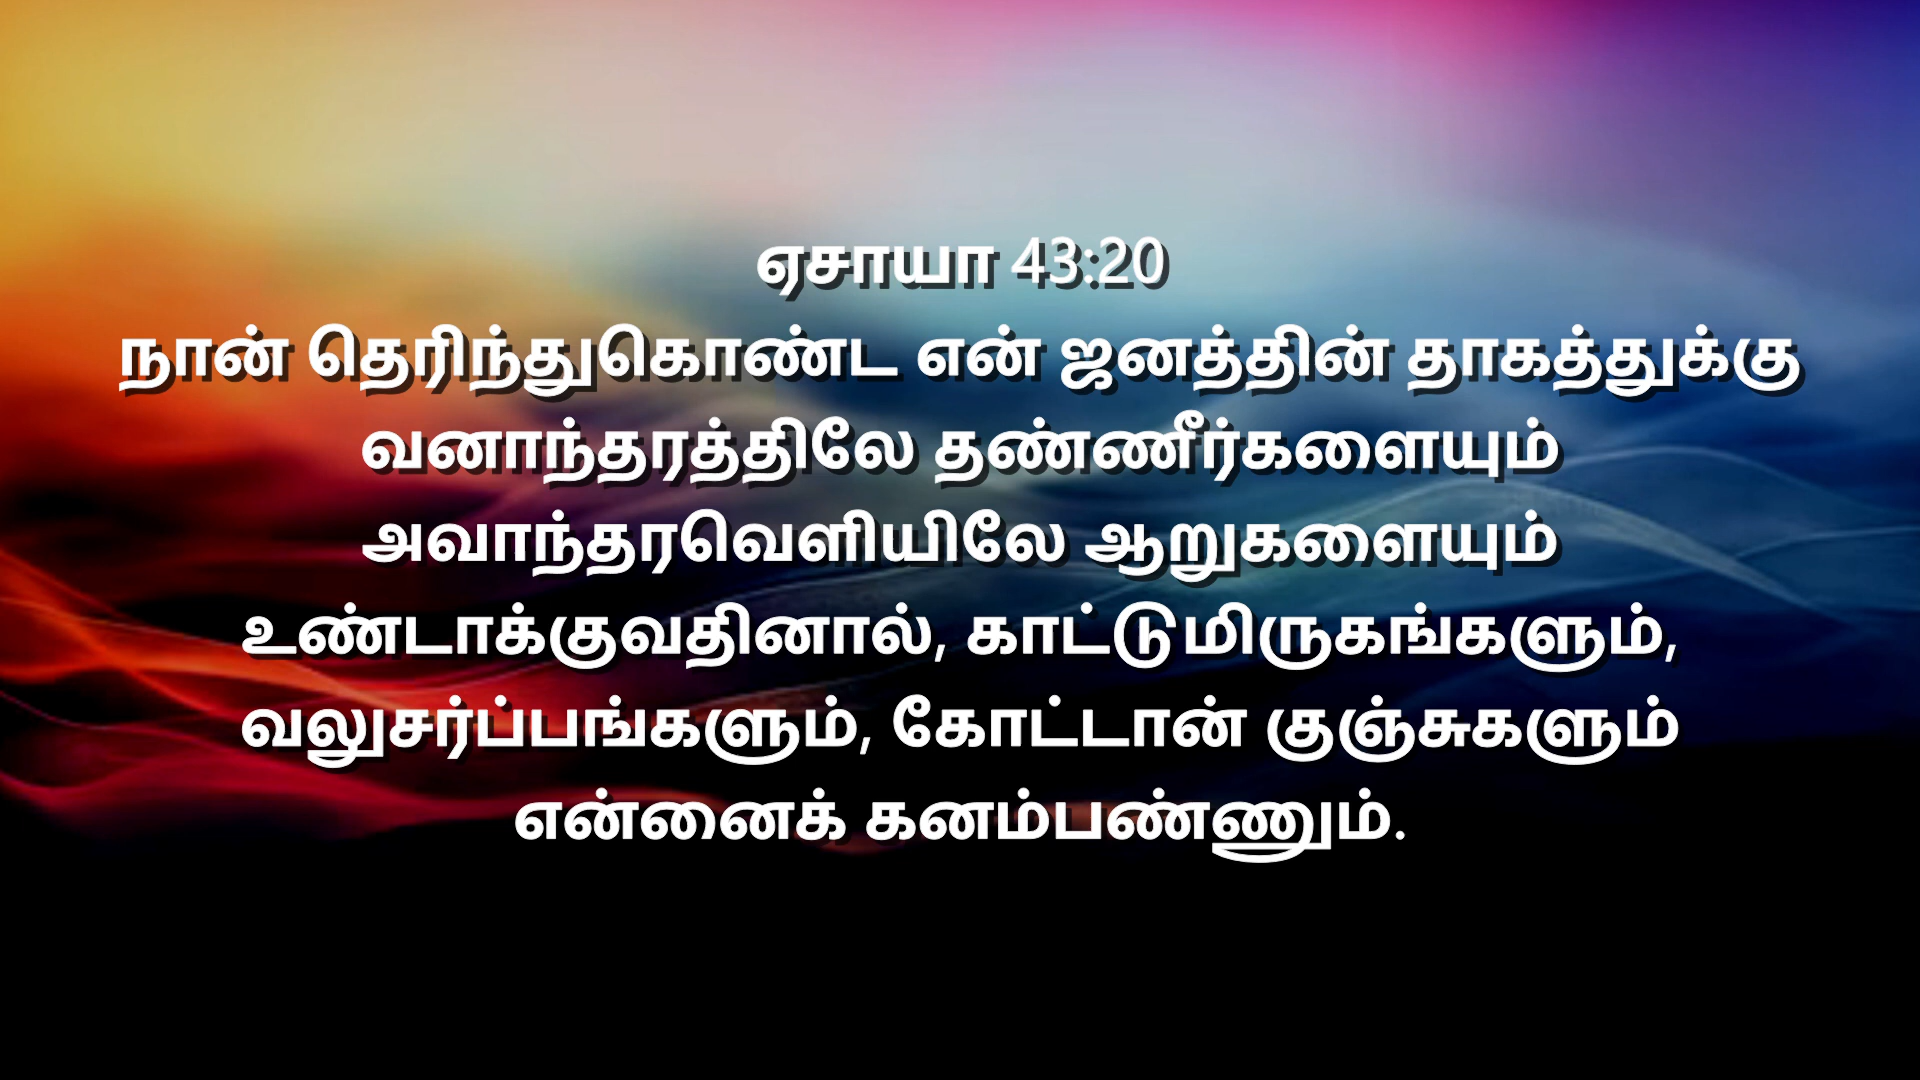 ஏசாயா 43:20
நான் தெரிந்துகொண்ட என் ஜனத்தின் தாகத்துக்கு
வனாந்தரத்திலே தண்ணீர்களையும்
அவாந்தரவெளியிலே ஆறுகளையும்
உண்டாக்குவதினால், காட்டுமிருகங்களும்,
வலுசர்ப்பங்களும், கோட்டான் குஞ்சுகளும்
என்னைக் கனம்பண்ணும்.